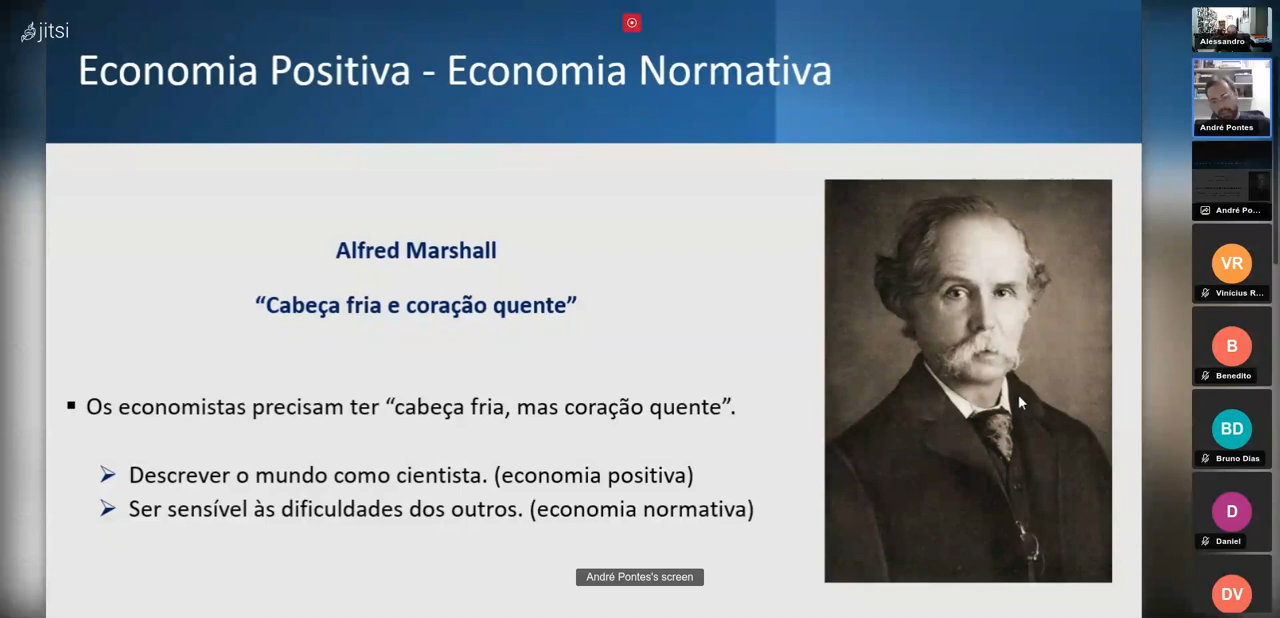 jitsi
Economia Positiva - Economia Normativa
Alfred Marshall
“Cabeça fria e coração quente”
▪ Os economistas precisam ter “cabeça fria, mas coração quente”.
➢ Descrever o mundo como cientista. (economia positiva)
➢ Ser sensível às dificuldades dos outros. (economia normativa)
André Pontes's screen
Alessandro
André Pontes
André Po...
VR
Vinícius R...
B
Benedito
BD
Bruno Dias
D
Daniel
DV